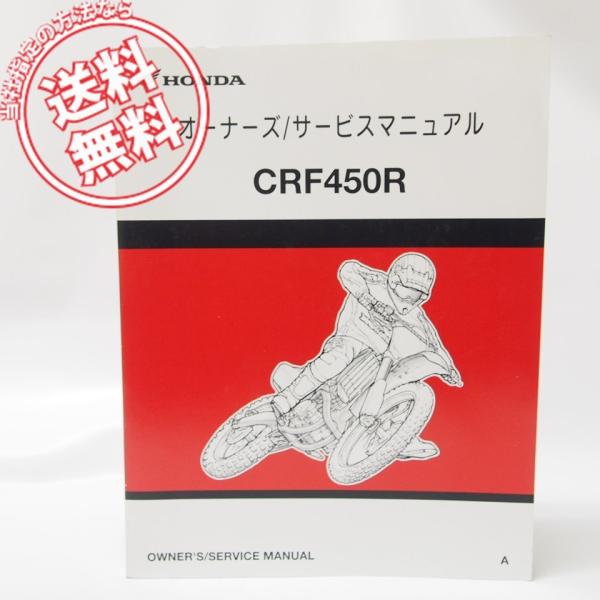 当社指定の方法なら
送料
無料
HONDA
オーナーズ/サービスマニュアル
CRF450R
OWNER'S/SERVICE MANUAL
A